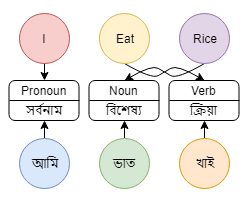 I Eat Rice
Pronoun Noun Verb
সর্বনাম বিশেষ্য ক্রিয়া
আমি ভাত খাই